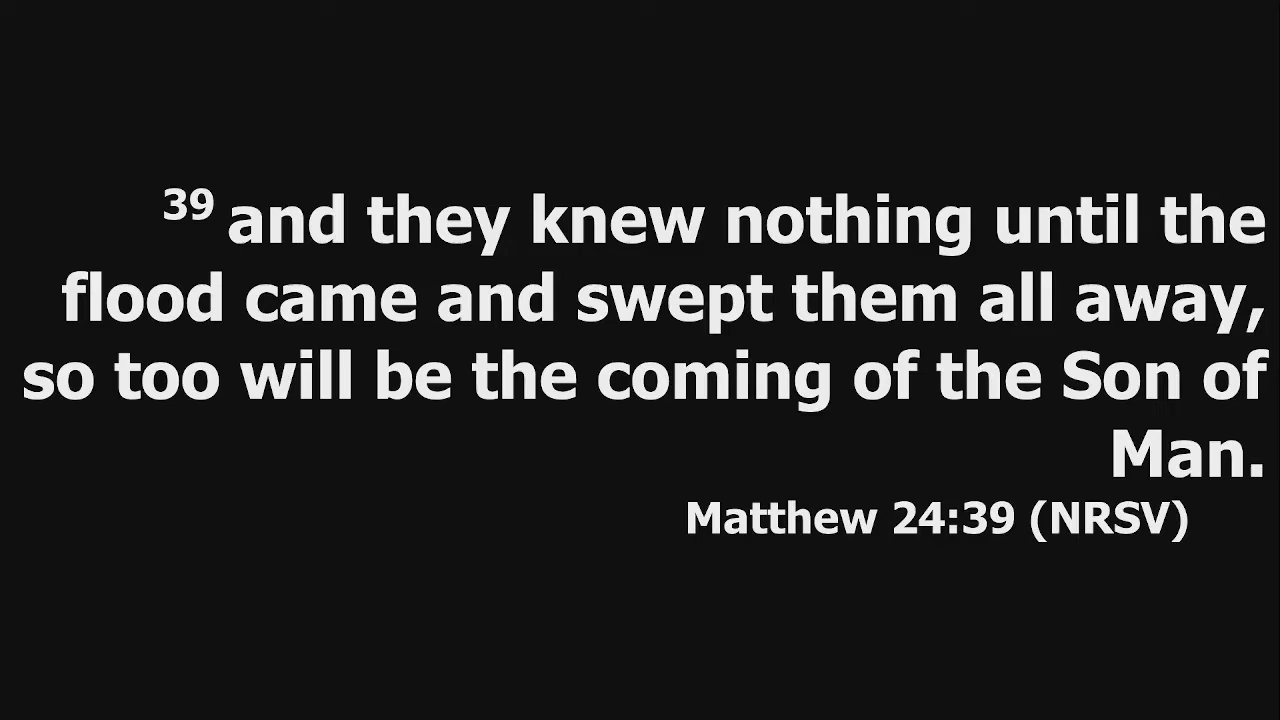 39 and they knew nothing until the
flood came and swept them all away,
so too will be the coming of the Son of
Man.
Matthew 24:39 (NRSV)